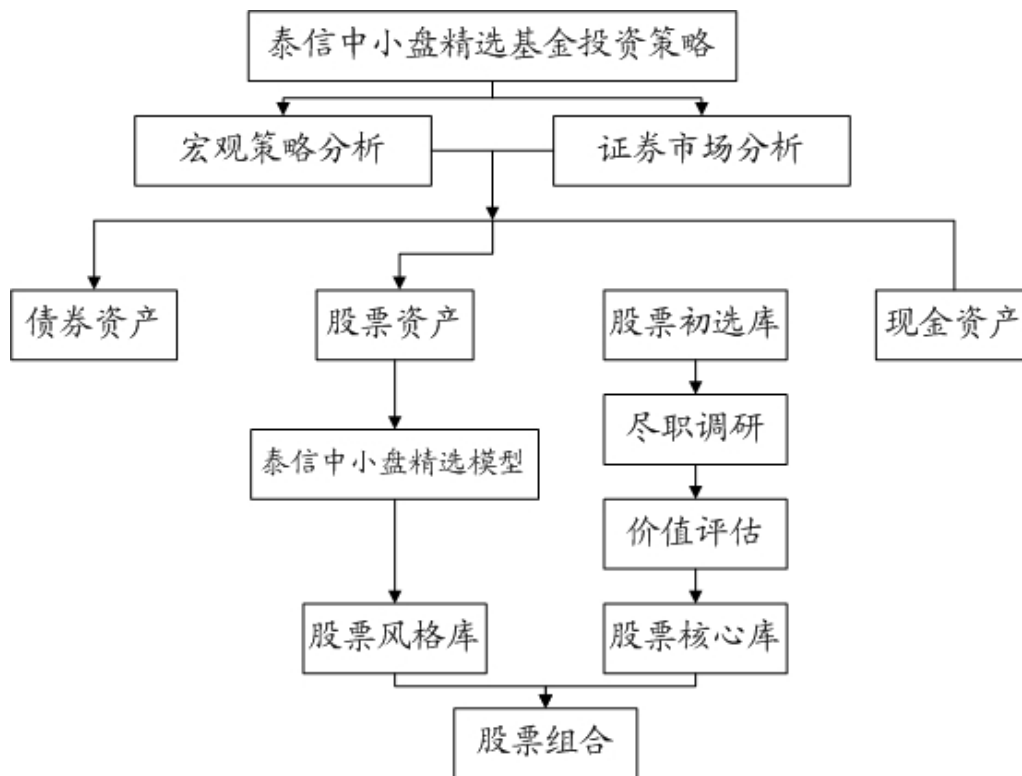 泰信中小盘精选基金投资策略
宏观策略分析
证券市场分析
债券资产
股票资产
股票初选库
现金资产
尽职调研
泰信中小盘精选模型
价值评估
股票风格库
股票核心库
股票组合